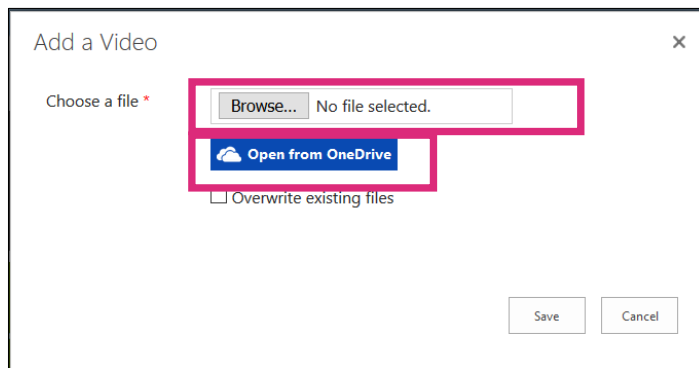 Add a Video
Choose a file * Browse... No file selected.
Open from OneDrive
Overwrite existing files
Save Cancel